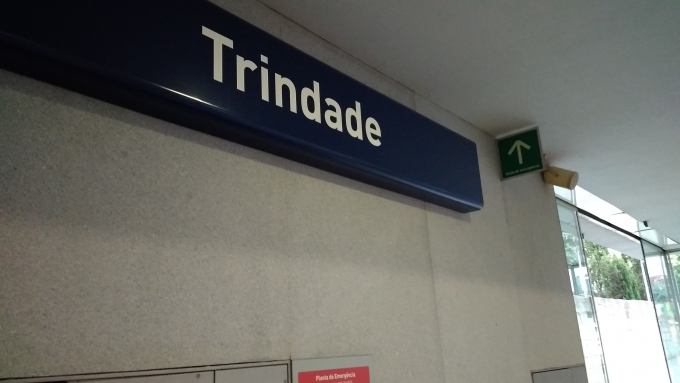 Trindade
Planta de Emergência